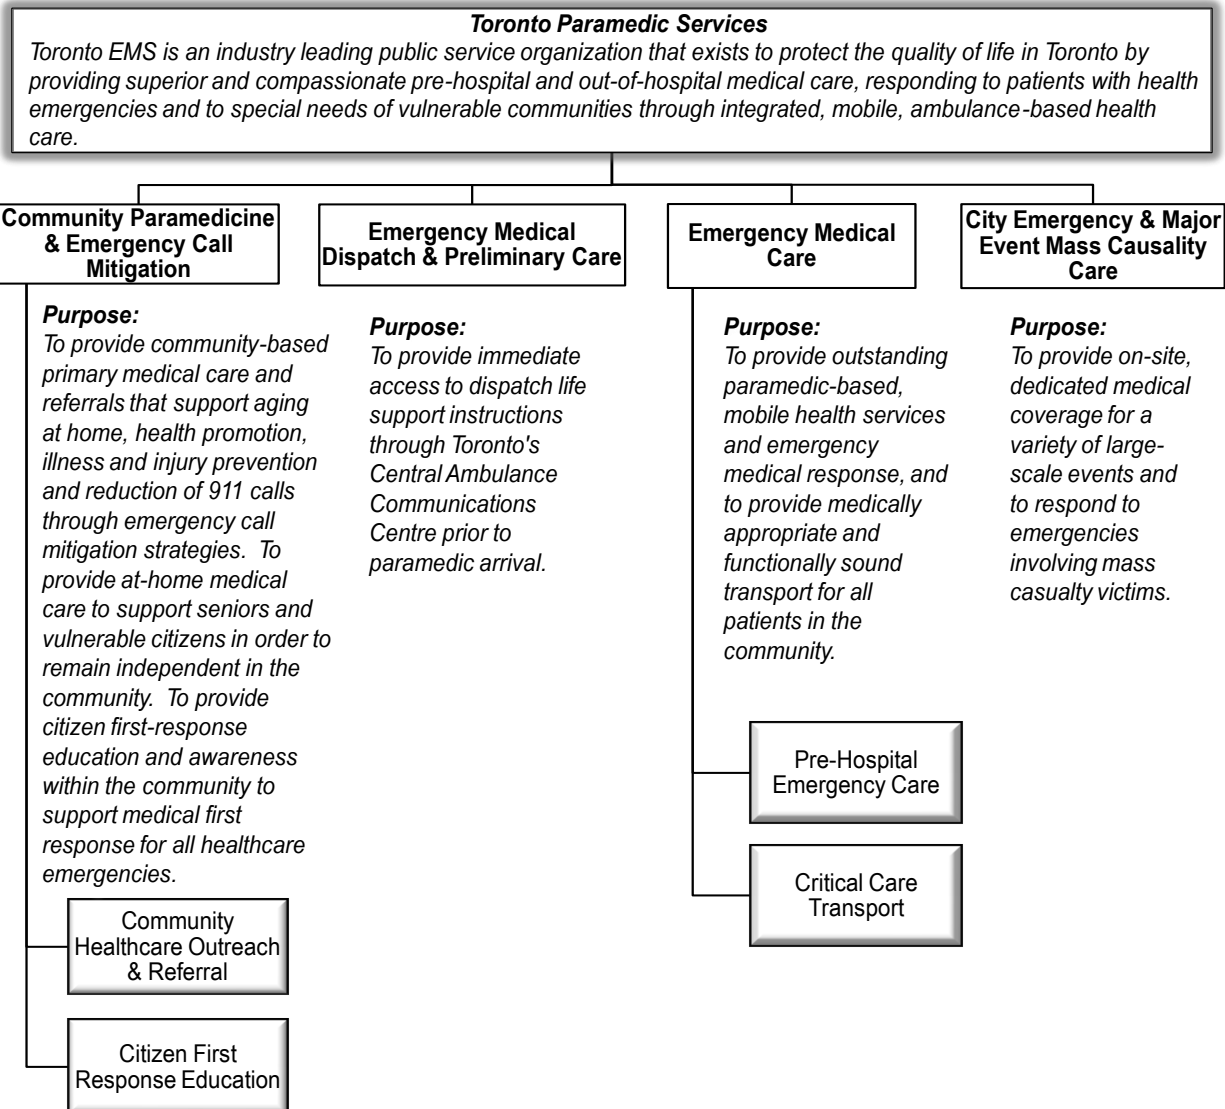 Toronto Paramedic Services
Toronto EMS is an industry leading public service organization that exists to protect the quality of life in Toronto by
providing superior and compassionate pre-hospital and out-of-hospital medical care, responding to patients with health
emergencies and to special needs of vulnerable communities through integrated, mobile, ambulance-based health
care.
Community Paramedicine
& Emergency Call
Mitigation
Purpose:
To provide community-based
primary medical care and
referrals that support aging
at home, health promotion,
illness and injury prevention
and reduction of 911 calls
through emergency call
mitigation strategies. To
provide at-home medical
care to support seniors and
vulnerable citizens in order to
remain independent in the
community. To provide
citizen first-response
education and awareness
within the community to
support medical first
response for all healthcare
emergencies.
Community
Healthcare Outreach
& Referral
Citizen First
Response Education
Emergency Medical
Dispatch & Preliminary Care
Purpose:
To provide immediate
access to dispatch life
support instructions
through Toronto's
Central Ambulance
Communications
Centre prior to
paramedic arrival.
Emergency Medical
Care
Purpose:
To provide outstanding
paramedic-based,
mobile health services
and emergency
medical response, and
to provide medically
appropriate and
functionally sound
transport for all
patients in the
community.
Pre-Hospital
Emergency Care
Critical Care
Transport
City Emergency & Major
Event Mass Causality
Care
Purpose:
To provide on-site,
dedicated medical
coverage for a
variety of large-
scale events and
to respond to
emergencies
involving mass
casualty victims.